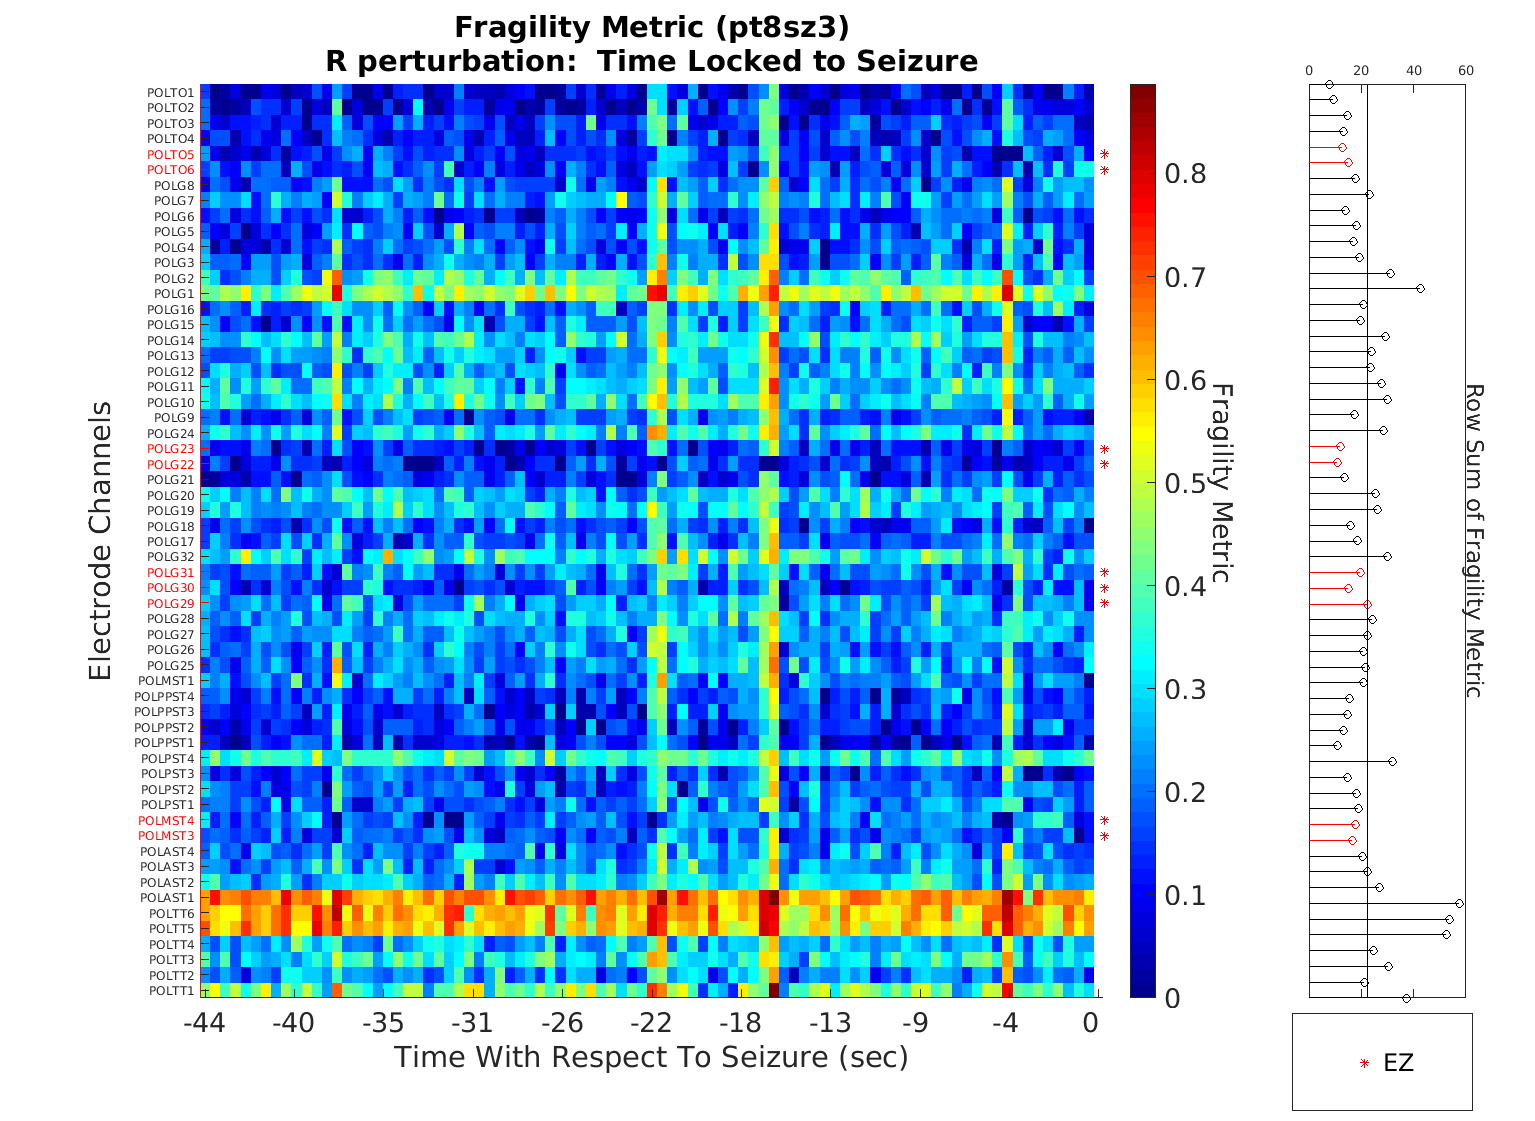 Fragility Metric (pt8sz3)
R perturbation:  Time Locked to Seizure
Electrode Channels
POLTO1
POLTO2
POLTO3
POLTO4
POLTO5
POLTO6
POLG8
POLG7
POLG6
POLG5
POLG4
POLG3
POLG2
POLG1
POLG16
POLG15
POLG14
POLG13
POLG12
POLG11
POLG10
POLG9
POLG24
POLG23
POLG22
POLG21
POLG20
POLG19
POLG18
POLG17
POLG32
POLG31
POLG30
POLG29
POLG28
POLG27
POLG26
POLG25
POLMST1
POLPPST4
POLPPST3
POLPPST2
POLPPST1
POLPST4
POLPST3
POLPST2
POLPST1
POLMST4
POLMST3
POLAST4
POLAST3
POLAST2
POLAST1
POLTT6
POLTT5
POLTT4
POLTT3
POLTT2
POLTT1
-44 -40 -35 -31 -26 -22 -18 -13 -9 -4 0
Time With Respect To Seizure (sec)
0.8
0.7
0.6
0.5
0.4
0.3
0.2
0.1
0
Fragility Metric
0 20 40 60
Row Sum of Fragility Metric
EZ